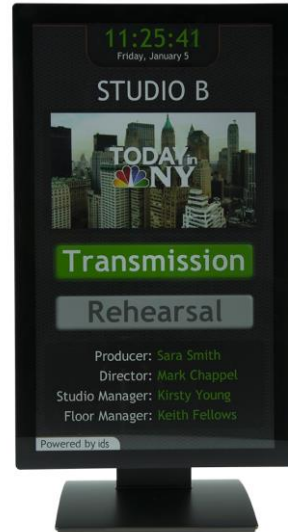 11:25:41
Friday, January 5
STUDIO B
TODAY in
NY
Transmission
Rehearsal
Producer: Sara Smith
Director: Mark Chappel
Studio Manager: Kirsty Young
Floor Manager: Keith Fellows
Powered by ids